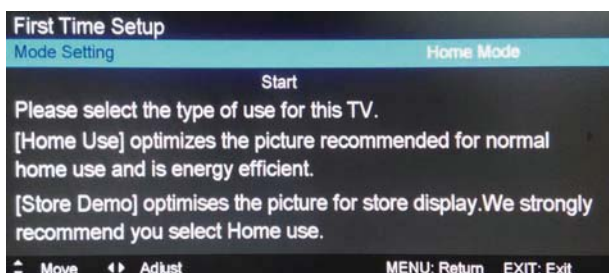 First Time Setup
Mode Setting Home Mode
Start
Please select the type of use for this TV.
[Home Use] optimizes the picture recommended for normal
home use and is energy efficient.
[Store Demo] optimises the picture for store display.We strongly
recommend you select Home use.
Move Adjust MENU: Return EXIT: Exit